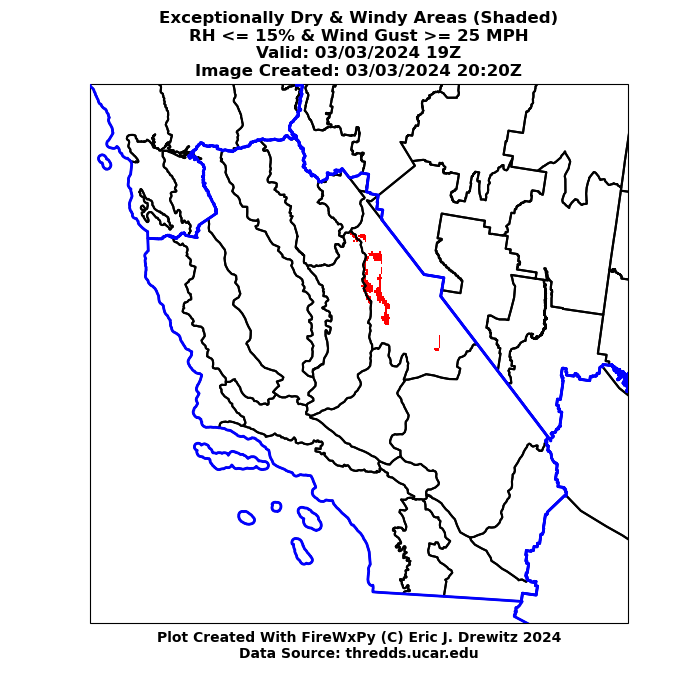 Exceptionally Dry & Windy Areas (Shaded)
RH <= 15% & Wind Gust >= 25 MPH
Valid: 03/03/2024 19Z
Image Created: 03/03/2024 20:20Z
Plot Created With FireWxPy (C) Eric J. Drewitz 2024
Data Source: thredds.ucar.edu